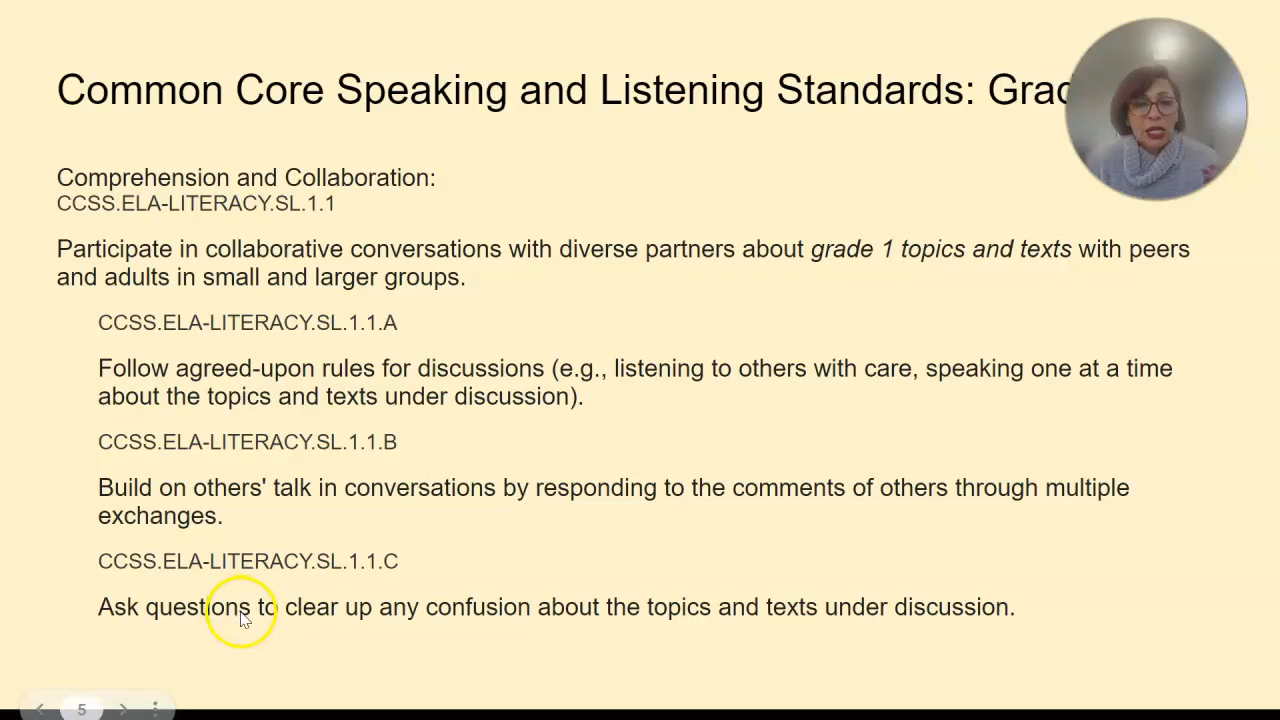 Common Core Speaking and Listening Standards:
Comprehension and Collaboration:
CCSS.ELA-LITERACY.SL.1.1
Participate in collaborative conversations with diverse partners about grade 1 topics and texts with peers
and adults in small and larger groups.
CCSS.ELA-LITERACY.SL.1.1.A
Follow agreed-upon rules for discussions (e.g., listening to others with care, speaking one at a time
about the topics and texts under discussion).
CCSS.ELA-LITERACY.SL.1.1.B
Build on others' talk in conversations by responding to the comments of others through multiple
exchanges.
CCSS.ELA-LITERACY.SL.1.1.C
Ask questions to clear up any confusion about the topics and texts under discussion.
5